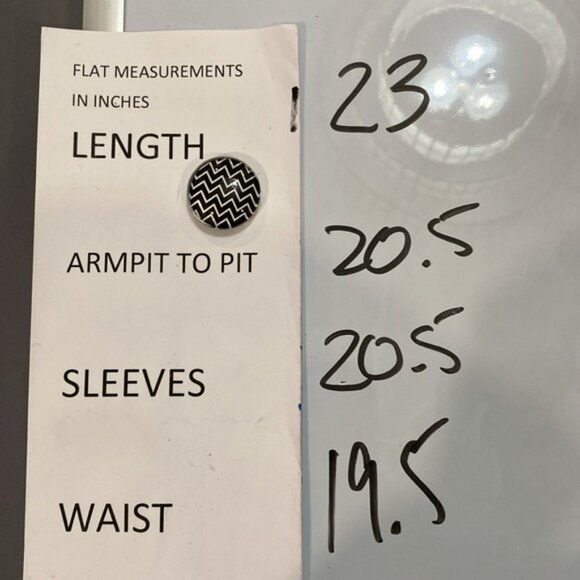 FLAT MEASUREMENTS
IN INCHES
LENGTH 23
ARMPIT TO PIT 20.5
SLEEVES 20.5
WAIST 19.5